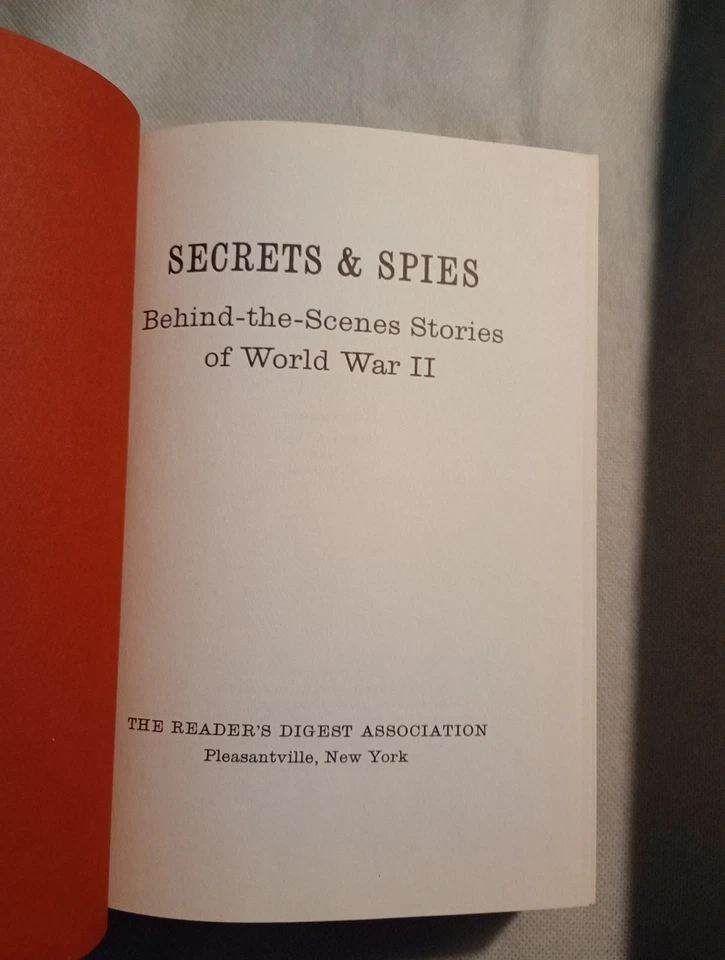 SECRETS & SPIES
Behind-the-Scenes Stories
of World War II
THE READER'S DIGEST ASSOCIATION
Pleasantville, New York